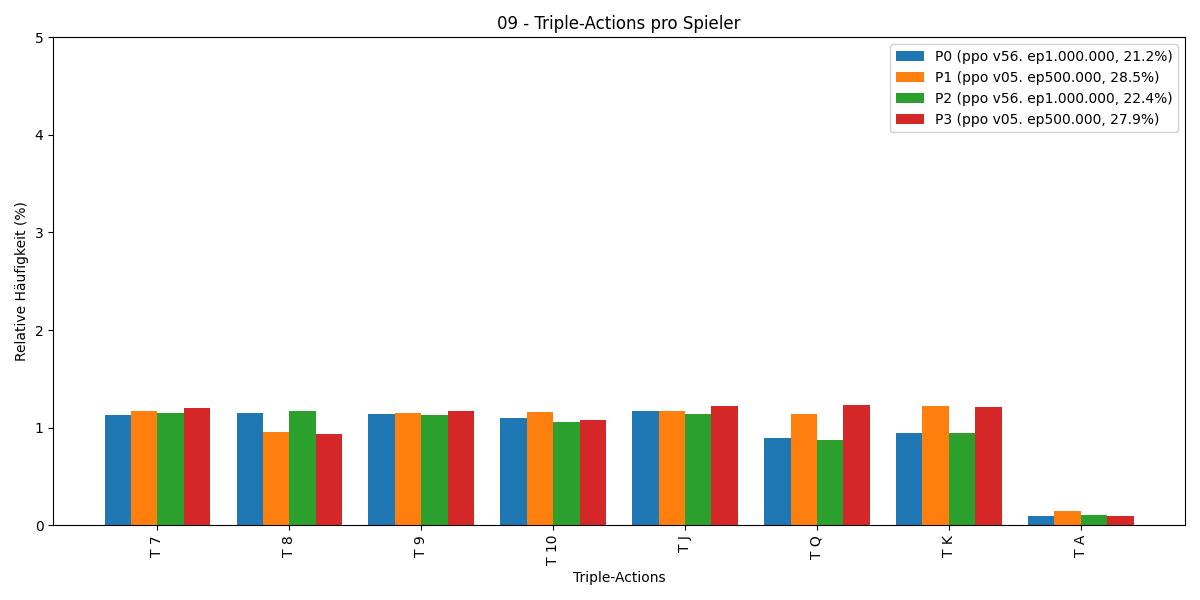 09 - Triple-Actions pro Spieler
P0 (ppo v56. ep1.000.000, 21.2%)
P1 (ppo v05. ep500.000, 28.5%)
P2 (ppo v56. ep1.000.000, 22.4%)
P3 (ppo v05. ep500.000, 27.9%)
Relative Häufigkeit (%)
5
4
3
2
1
0
T 7
T 8
T 9
T 10
T J
T Q
T K
T A
Triple-Actions